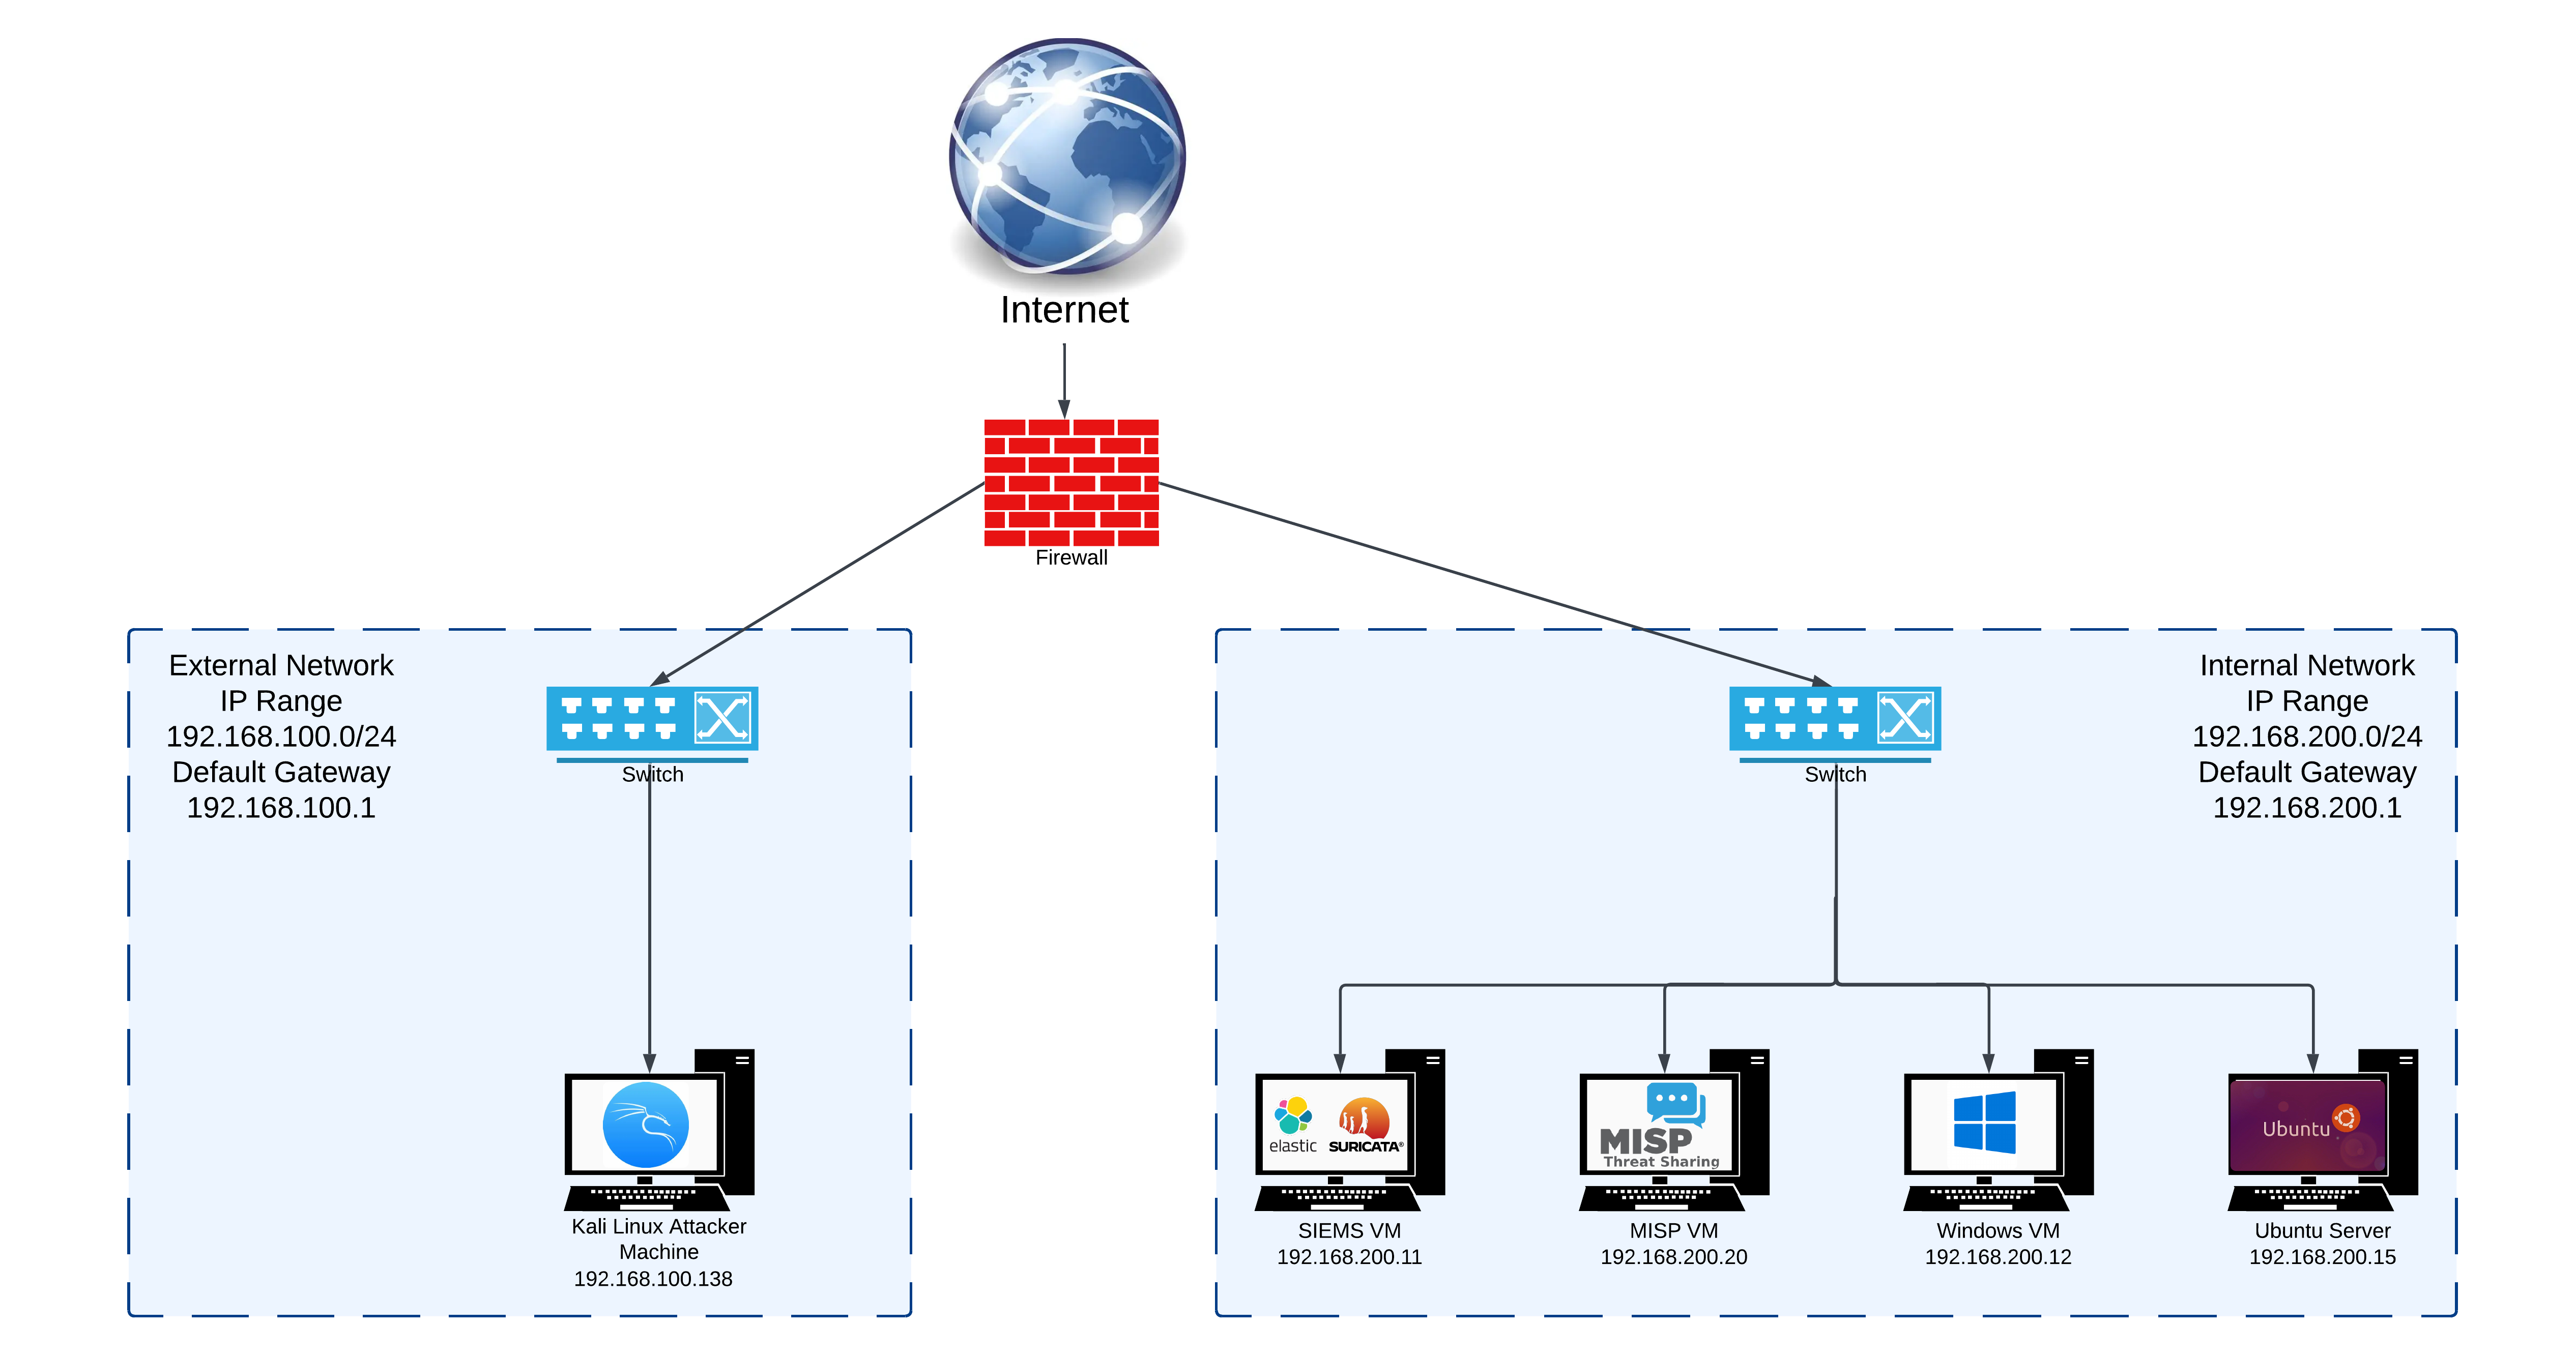 Internet
Firewall
External Network
IP Range
192.168.100.0/24
Default Gateway
192.168.100.1
Switch
Kali Linux Attacker
Machine
192.168.100.138
Internal Network
IP Range
192.168.200.0/24
Default Gateway
192.168.200.1
Switch
elastic
SURICATA®
SIEMS VM
192.168.200.11
MISP
Threat Sharing
MISP VM
192.168.200.20
Windows VM
192.168.200.12
Ubuntu
Ubuntu Server
192.168.200.15